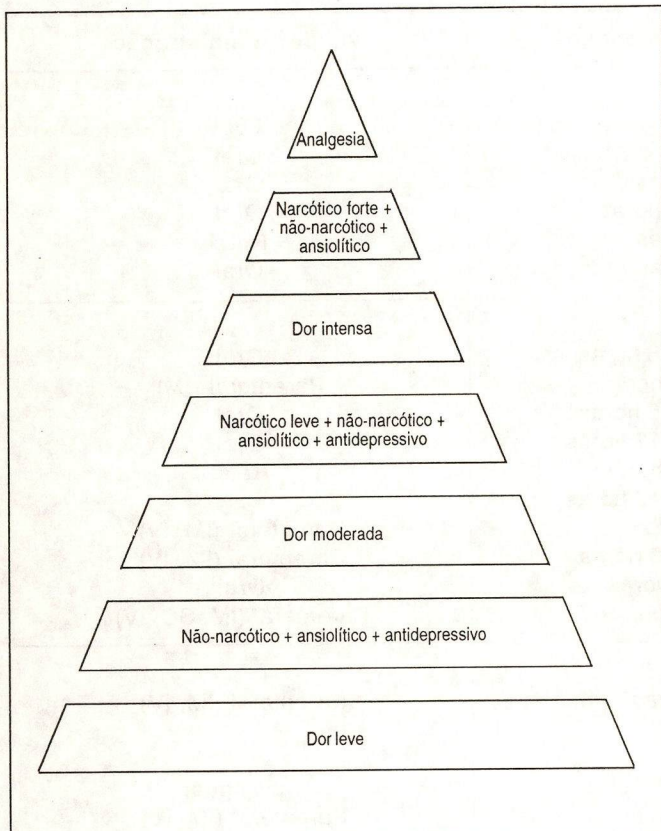 Analgesia
Narcótico forte +
não-narcótico +
ansiolítico
Dor intensa
Narcótico leve + não-narcótico +
ansiolítico + antidepressivo
Dor moderada
Não-narcótico + ansiolítico + antidepressivo
Dor leve